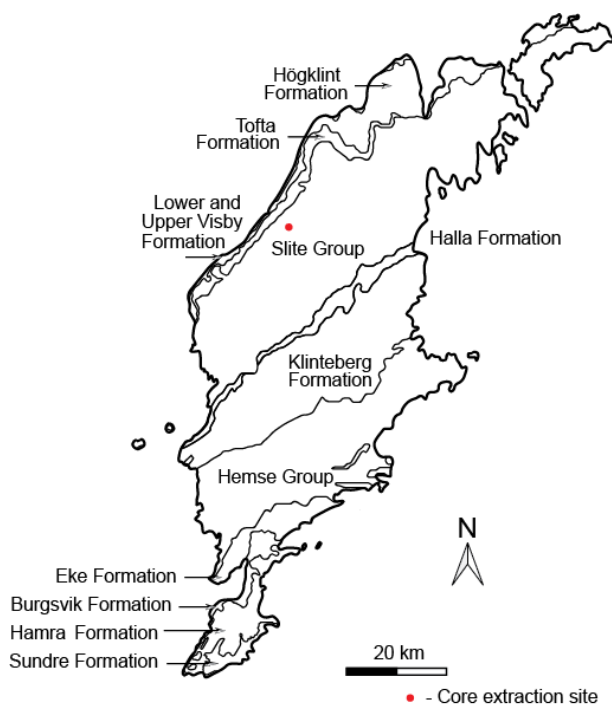 Högklint
Formation
Tofta
Formation
Lower and
Upper Visby
Formation
Slite Group
Halla Formation
Klinteberg
Formation
Hemse Group
N
Eke Formation
Burgsvik Formation
Hamra Formation
Sundre Formation
20 km
- Core extraction site